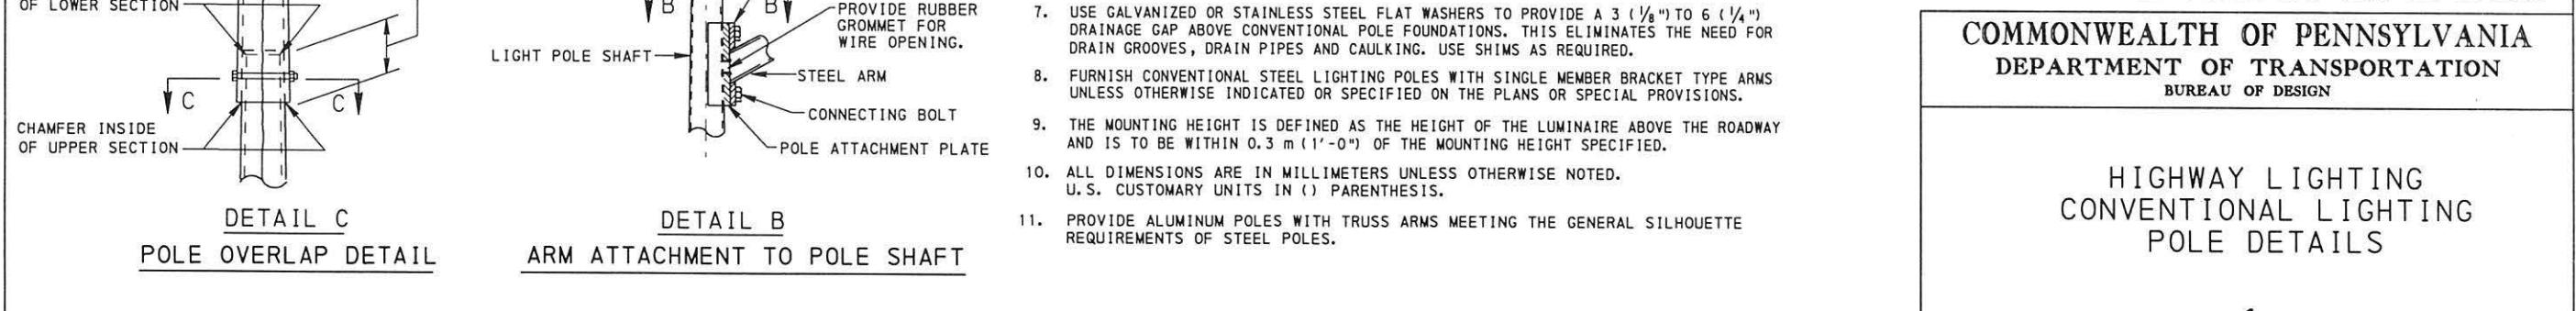 OF LOWER SECTION
C C
CHAMFER INSIDE
OF UPPER SECTION
DETAIL C
POLE OVERLAP DETAIL
B B
PROVIDE RUBBER
GROMMET FOR
WIRE OPENING.
LIGHT POLE SHAFT
STEEL ARM
CONNECTING BOLT
POLE ATTACHMENT PLATE
DETAIL B
ARM ATTACHMENT TO POLE SHAFT
7. USE GALVANIZED OR STAINLESS STEEL FLAT WASHERS TO PROVIDE A 3 (1/8") TO 6 (1/4")
DRAINAGE GAP ABOVE CONVENTIONAL POLE FOUNDATIONS. THIS ELIMINATES THE NEED FOR
DRAIN GROOVES, DRAIN PIPES AND CAULKING. USE SHIMS AS REQUIRED.
8. FURNISH CONVENTIONAL STEEL LIGHTING POLES WITH SINGLE MEMBER BRACKET TYPE ARMS
UNLESS OTHERWISE INDICATED OR SPECIFIED ON THE PLANS OR SPECIAL PROVISIONS.
9. THE MOUNTING HEIGHT IS DEFINED AS THE HEIGHT OF THE LUMINAIRE ABOVE THE ROADWAY
AND IS TO BE WITHIN 0.3 m (1'-0") OF THE MOUNTING HEIGHT SPECIFIED.
10. ALL DIMENSIONS ARE IN MILLIMETERS UNLESS OTHERWISE NOTED.
U.S. CUSTOMARY UNITS IN () PARENTHESIS.
11. PROVIDE ALUMINUM POLES WITH TRUSS ARMS MEETING THE GENERAL SILHOUETTE
REQUIREMENTS OF STEEL POLES.
COMMONWEALTH OF PENNSYLVANIA
DEPARTMENT OF TRANSPORTATION
BUREAU OF DESIGN
HIGHWAY LIGHTING
CONVENTIONAL LIGHTING
POLE DETAILS